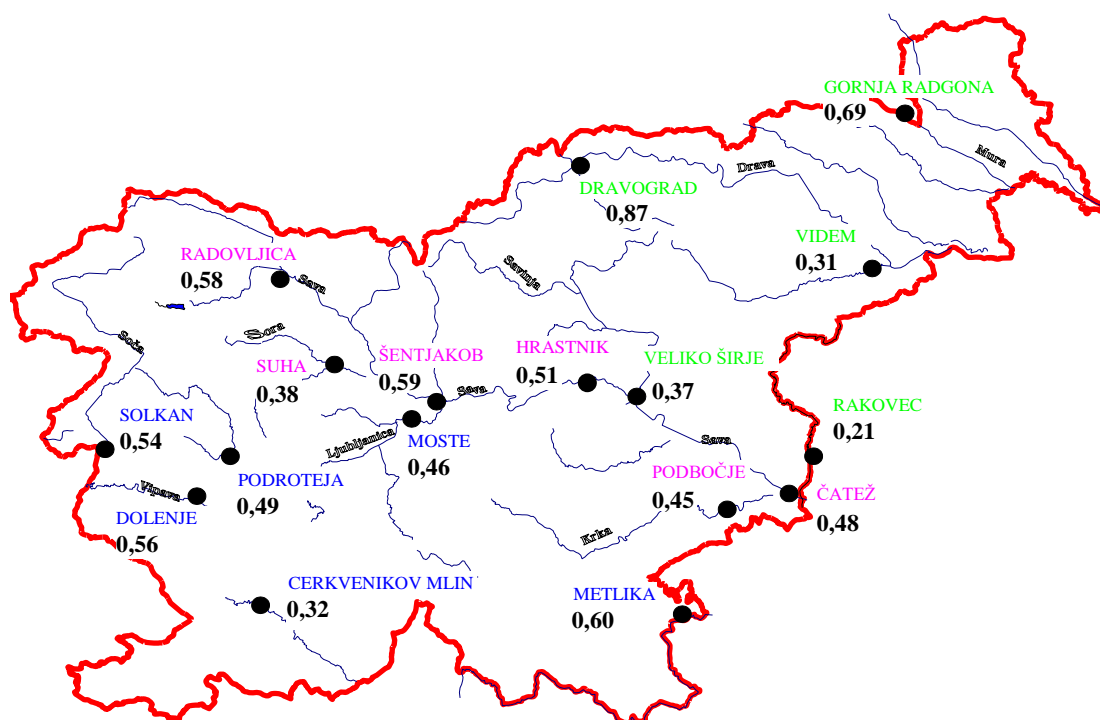 GORNJA RADGONA
0,69
Mura
Drava
DRAVOGRAD
0,87
VIDEM
0,31
RADOVLJICA
0,58
Sava
Savinja
Soča
Sora
SUHA
0,38
ŠENTJAKOB
0,59
Sava
HRASTNIK
0,51
VELIKO ŠIRJE
0,37
SOLKAN
0,54
Ljubljanica
MOSTE
0,46
RAKOVEC
0,21
Sava
PODROTEJA
0,49
PODBOČJE
0,45
ČATEŽ
0,48
Vipava
DOLENJE
0,56
Krka
CERKVENIKOV MLIN
0,32
METLIKA
0,60